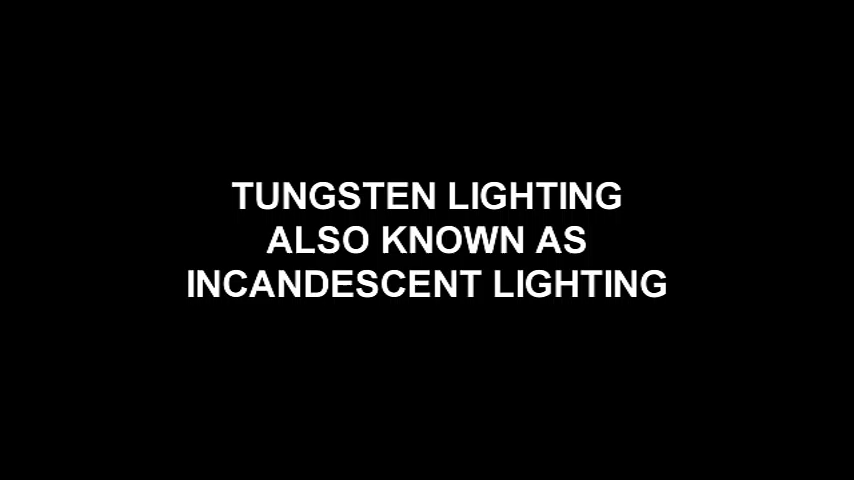 TUNGSTEN LIGHTING
ALSO KNOWN AS
INCANDESCENT LIGHTING